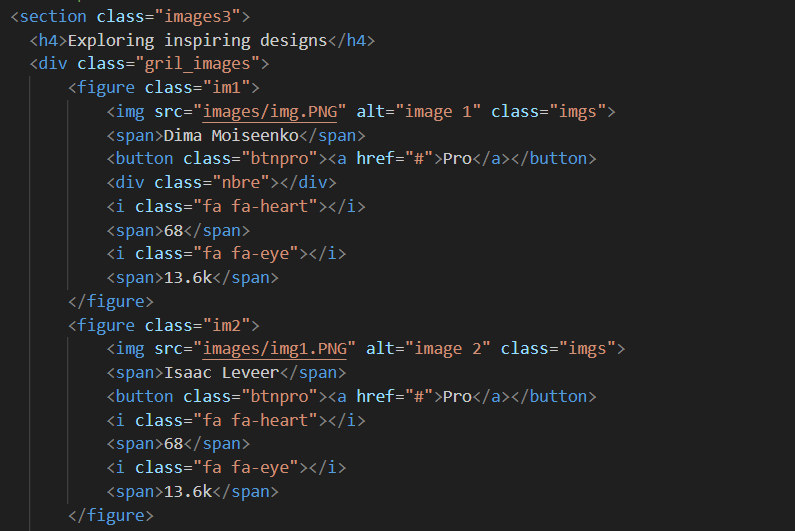 <section class="images3">
<h4>Exploring inspiring designs</h4>
<div class="gril_images">
<figure class="im1">
<img src="images/img.PNG" alt="image 1" class="imgs">
<span>Dima Moiseenko</span>
<button class="btnpro"><a href="#">Pro</a></button>
<div class="nbre"></div>
<i class="fa fa-heart"></i>
<span>68</span>
<i class="fa fa-eye"></i>
<span>13.6k</span>
</figure>
<figure class="im2">
<img src="images/img1.PNG" alt="image 2" class="imgs">
<span>Isaac Leveer</span>
<button class="btnpro"><a href="#">Pro</a></button>
<i class="fa fa-heart"></i>
<span>68</span>
<i class="fa fa-eye"></i>
<span>13.6k</span>
</figure>